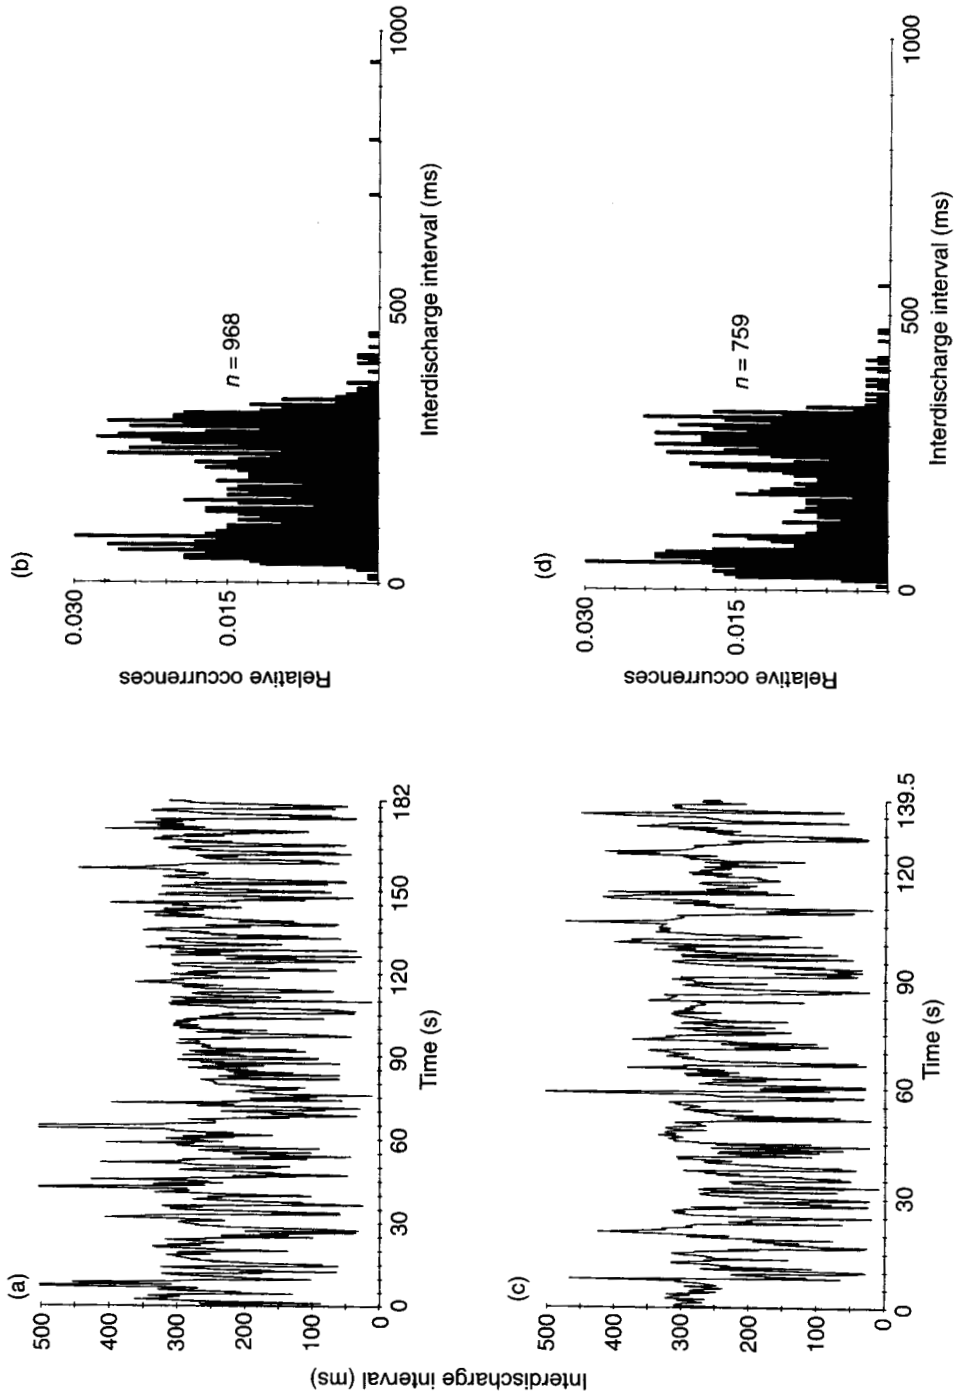 (a)
500
400
300
200
100
0
0
30
60
90
120
150
182
Time (s)
Interdischarge interval (ms)
(b)
0.030
0.015
Relative occurrences
n = 968
0
500
1000
Interdischarge interval (ms)
(c)
500
400
300
200
100
0
0
30
60
90
120
139.5
Time (s)
(d)
0.030
0.015
Relative occurrences
n = 759
0
500
1000
Interdischarge interval (ms)